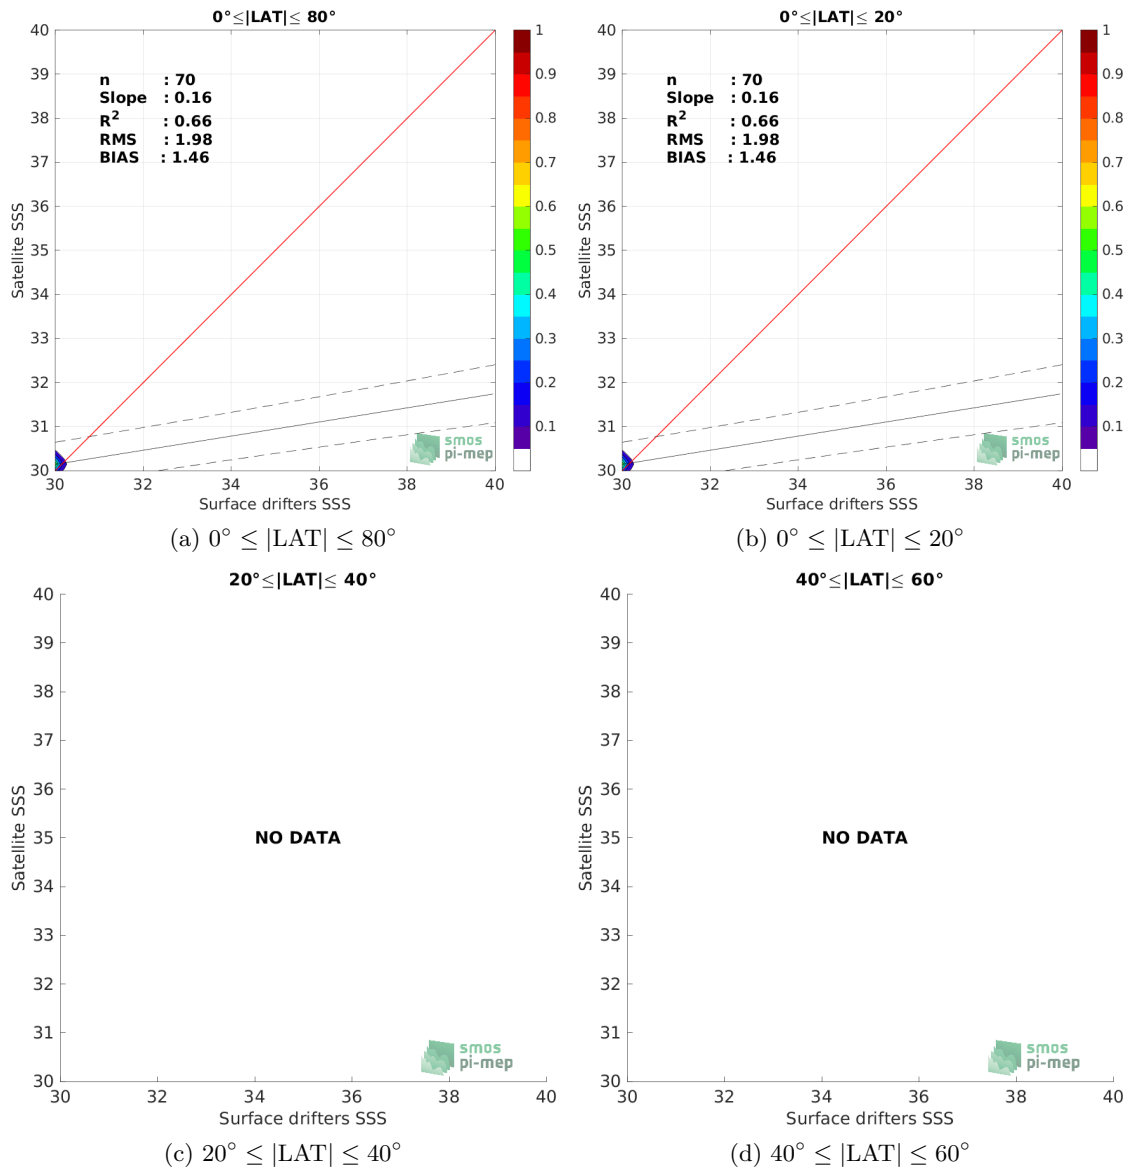 0°≤|LAT|≤ 80°
40
39
38
37
36
35
34
33
32
31
30
Satellite SSS
n : 70
Slope : 0.16
R² : 0.66
RMS : 1.98
BIAS : 1.46
smos
pi-mep
30 32 34 36 38 40
Surface drifters SSS
1
0.9
0.8
0.7
0.6
0.5
0.4
0.3
0.2
0.1
(a) 0° ≤ |LAT| ≤ 80°
0°≤|LAT|≤ 20°
40
39
38
37
36
35
34
33
32
31
30
Satellite SSS
n : 70
Slope : 0.16
R² : 0.66
RMS : 1.98
BIAS : 1.46
smos
pi-mep
30 32 34 36 38 40
Surface drifters SSS
1
0.9
0.8
0.7
0.6
0.5
0.4
0.3
0.2
0.1
(b) 0° ≤ |LAT| ≤ 20°
20°≤|LAT|≤ 40°
40
39
38
37
36
35
34
33
32
31
30
Satellite SSS
NO DATA
smos
pi-mep
30 32 34 36 38 40
Surface drifters SSS
(c) 20° ≤ |LAT| ≤ 40°
40°≤|LAT|≤ 60°
40
39
38
37
36
35
34
33
32
31
30
Satellite SSS
NO DATA
smos
pi-mep
30 32 34 36 38 40
Surface drifters SSS
(d) 40° ≤ |LAT| ≤ 60°